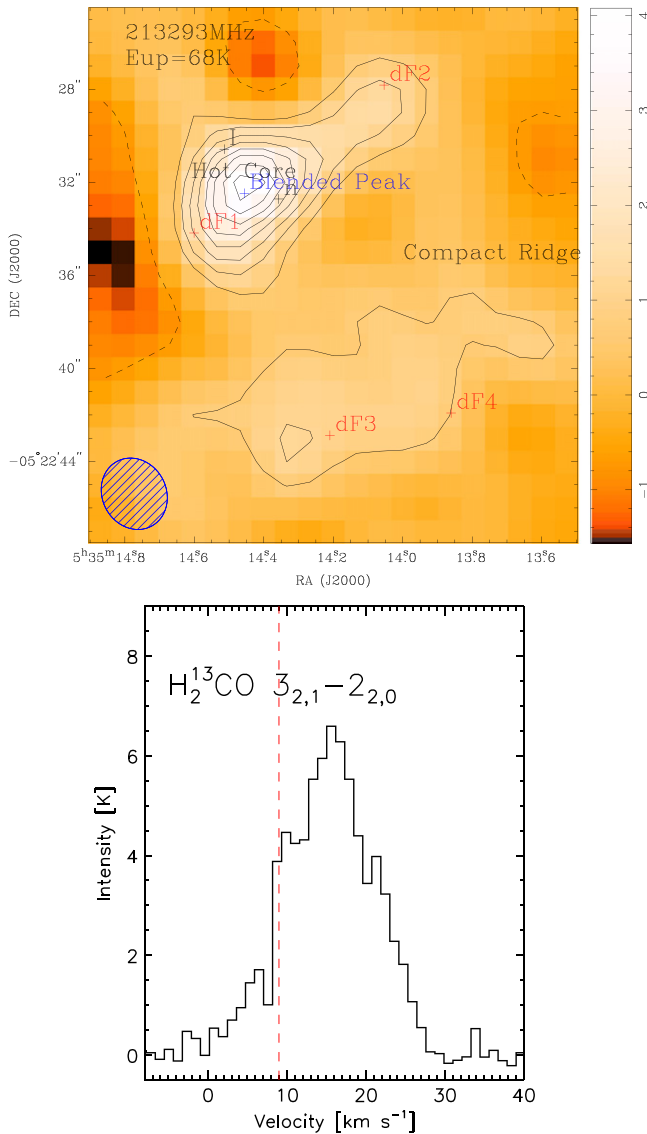 213293MHz
Eup=68K
dF2
I
Hot Core
n
Blended Peak
dF1
Compact Ridge
dF4
dF3
28"
32"
36"
40"
-05°22'44"
DEC (J2000)
5ʰ35ᵐ14ˢ.8 14ˢ.6 14ˢ.4 14ˢ.2 14ˢ.0 13ˢ.8 13ˢ.6
RA (J2000)
4
3
2
1
0
-1
H₂¹³CO 3₂,₁-2₂,₀
8
6
4
2
0
Intensity [K]
0 10 20 30 40
Velocity [km s⁻¹]